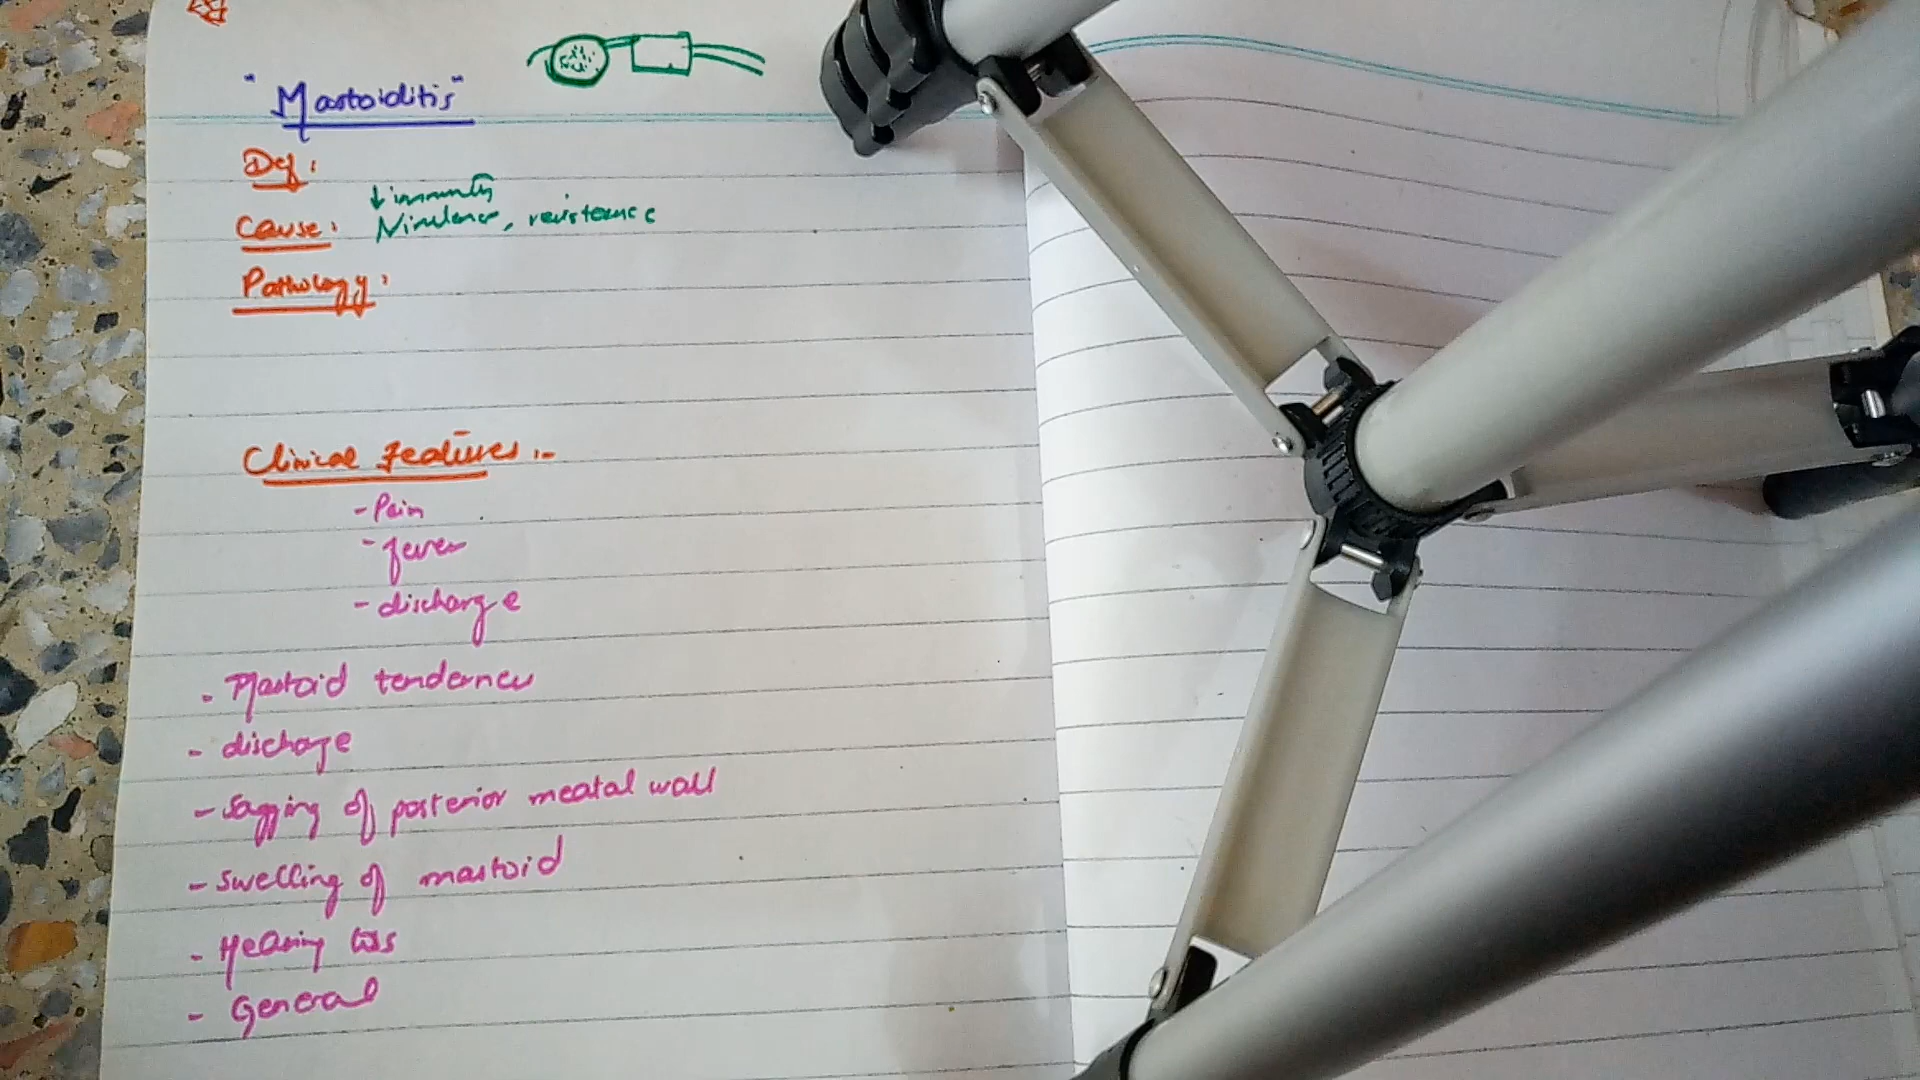 "Mastoiditis"
Def:
↓ immunity
Cause: Virulence, resistence
Pathology:
Clinical Features:-
- Pain
- fever
- discharge
- Mastoid tenderness
- discharge
- Sagging of posterior meatal wall
- Swelling of mastoid
- Hearing loss
- General